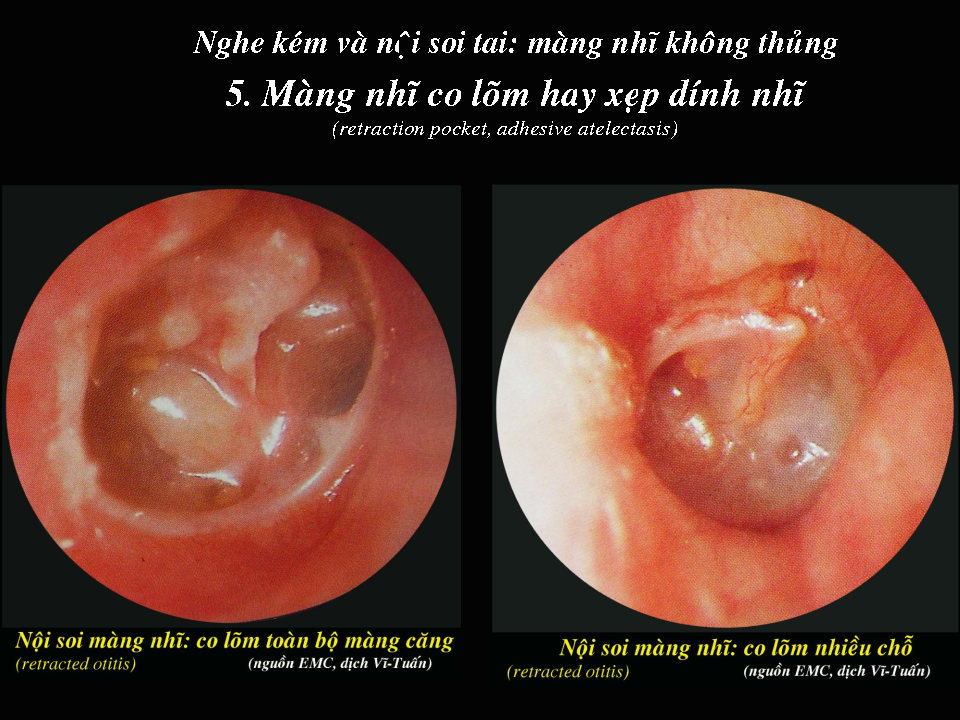 Nghe kém và nội soi tai: màng nhĩ không thủng
5. Màng nhĩ co lõm hay xẹp dính nhĩ
(retraction pocket, adhesive atelectasis)
Nội soi màng nhĩ: co lõm toàn bộ màng căng
(retracted otitis) (nguồn EMC, dịch Vĩ-Tuấn)
Nội soi màng nhĩ: co lõm nhiều chỗ
(retracted otitis) (nguồn EMC, dịch Vĩ-Tuấn)